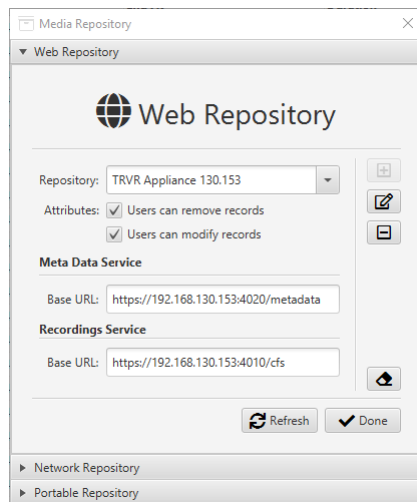 Media Repository
Web Repository
Web Repository
Repository: TRVR Appliance 130.153
Attributes: Users can remove records
Users can modify records
Meta Data Service
Base URL: https://192.168.130.153:4020/metadata
Recordings Service
Base URL: https://192.168.130.153:4010/cfs
Refresh Done
Network Repository
Portable Repository